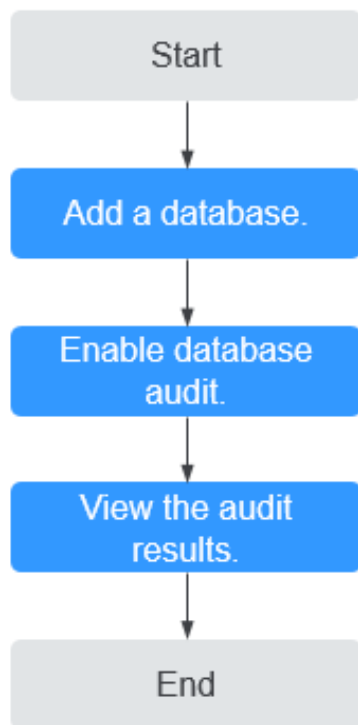 Start
Add a database.
Enable database
audit.
View the audit
results.
End